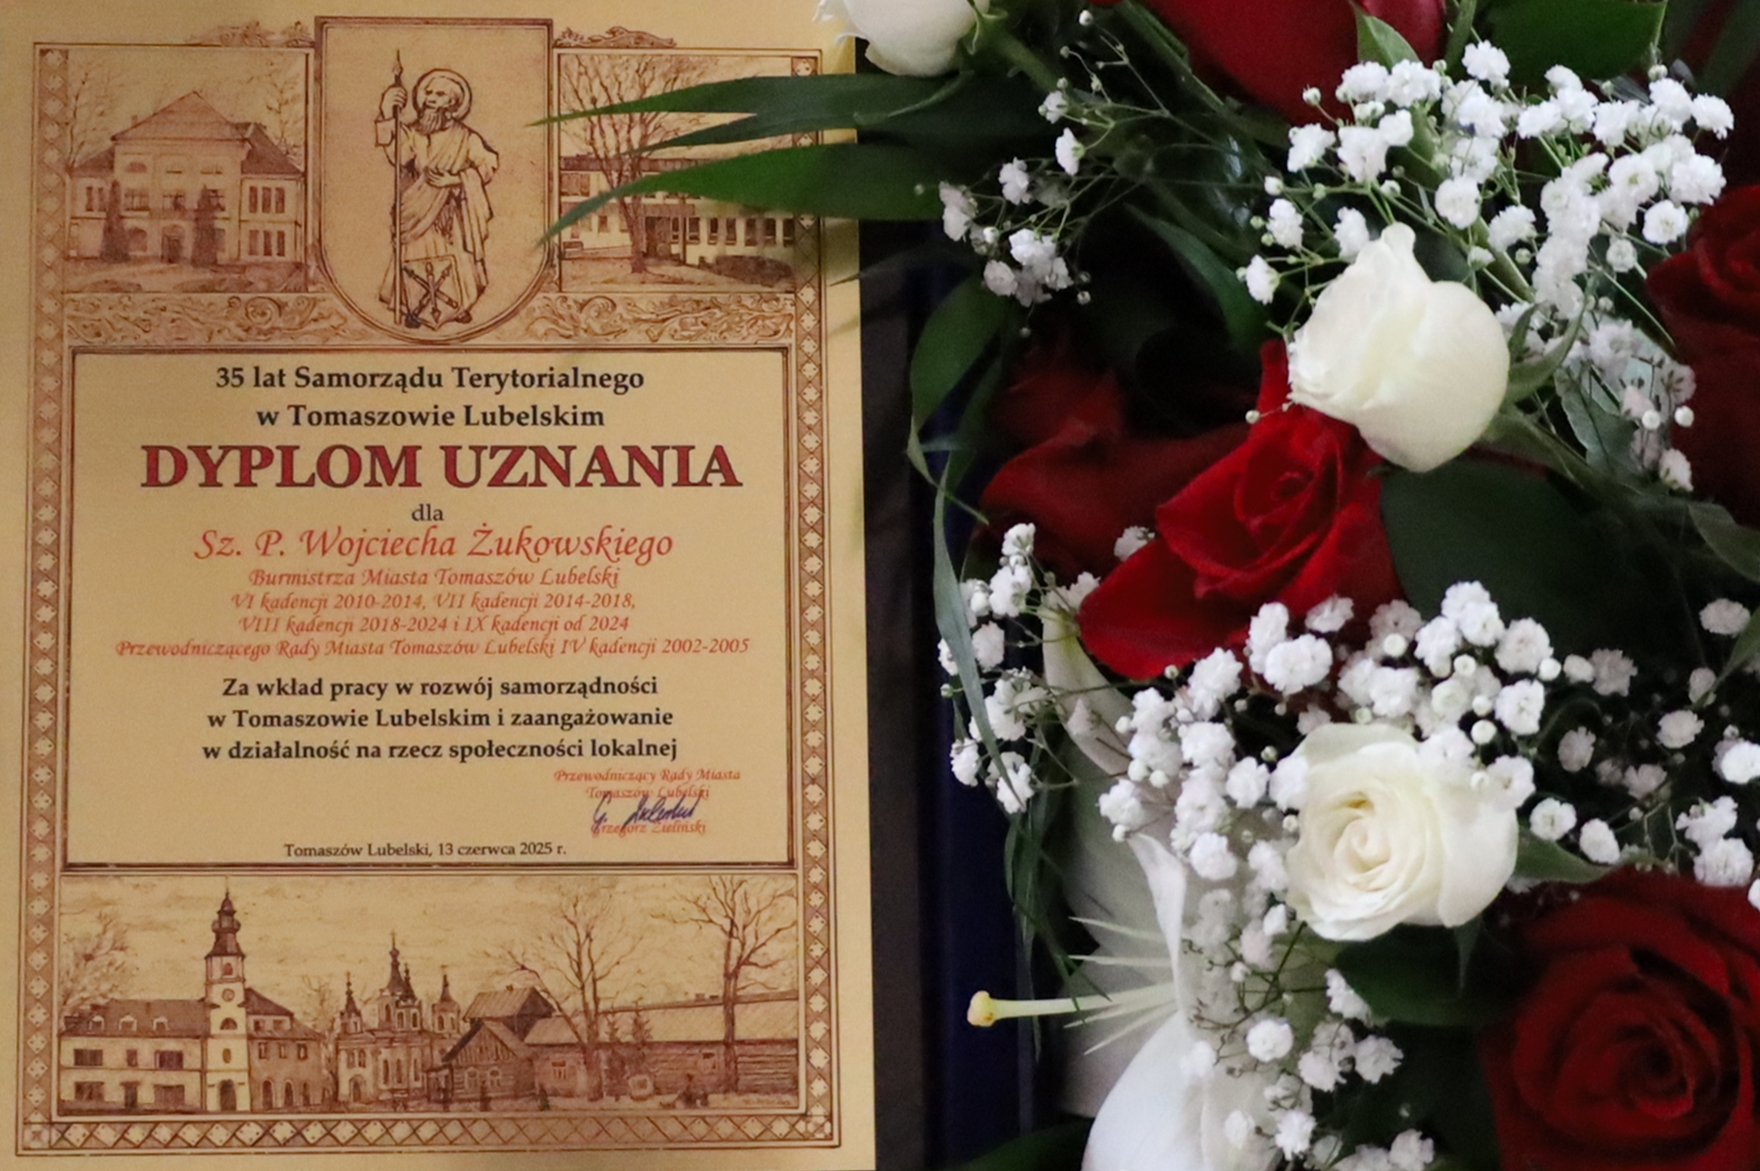 35 lat Samorządu Terytorialnego
w Tomaszowie Lubelskim
DYPLOM UZNANIA
dla
Sz. P. Wojciecha Żukowskiego
Burmistrza Miasta Tomaszów Lubelski
VI kadencji 2010-2014, VII kadencji 2014-2018,
VIII kadencji 2018-2024 i IX kadencji od 2024
Przewodniczącego Rady Miasta Tomaszów Lubelski IV kadencji 2002-2005
Za wkład pracy w rozwój samorządności
w Tomaszowie Lubelskim i zaangażowanie
w działalność na rzecz społeczności lokalnej
Przewodniczący Rady Miasta
Tomaszów Lubelski
Grzegorz Zieliński
Tomaszów Lubelski, 13 czerwca 2025 r.